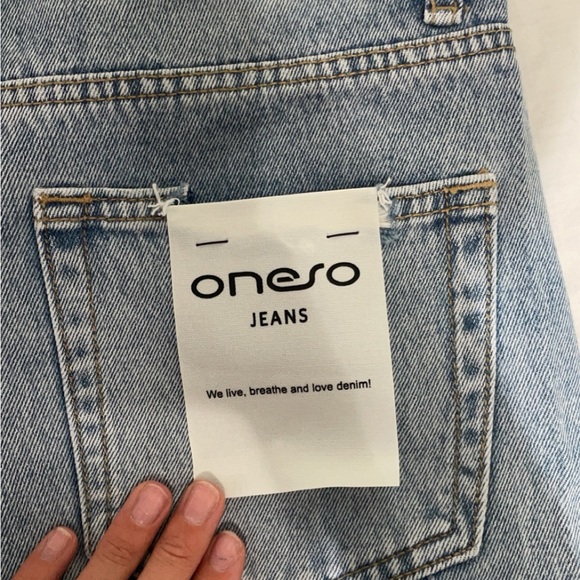 oneso
JEANS
We live, breathe and love denim!